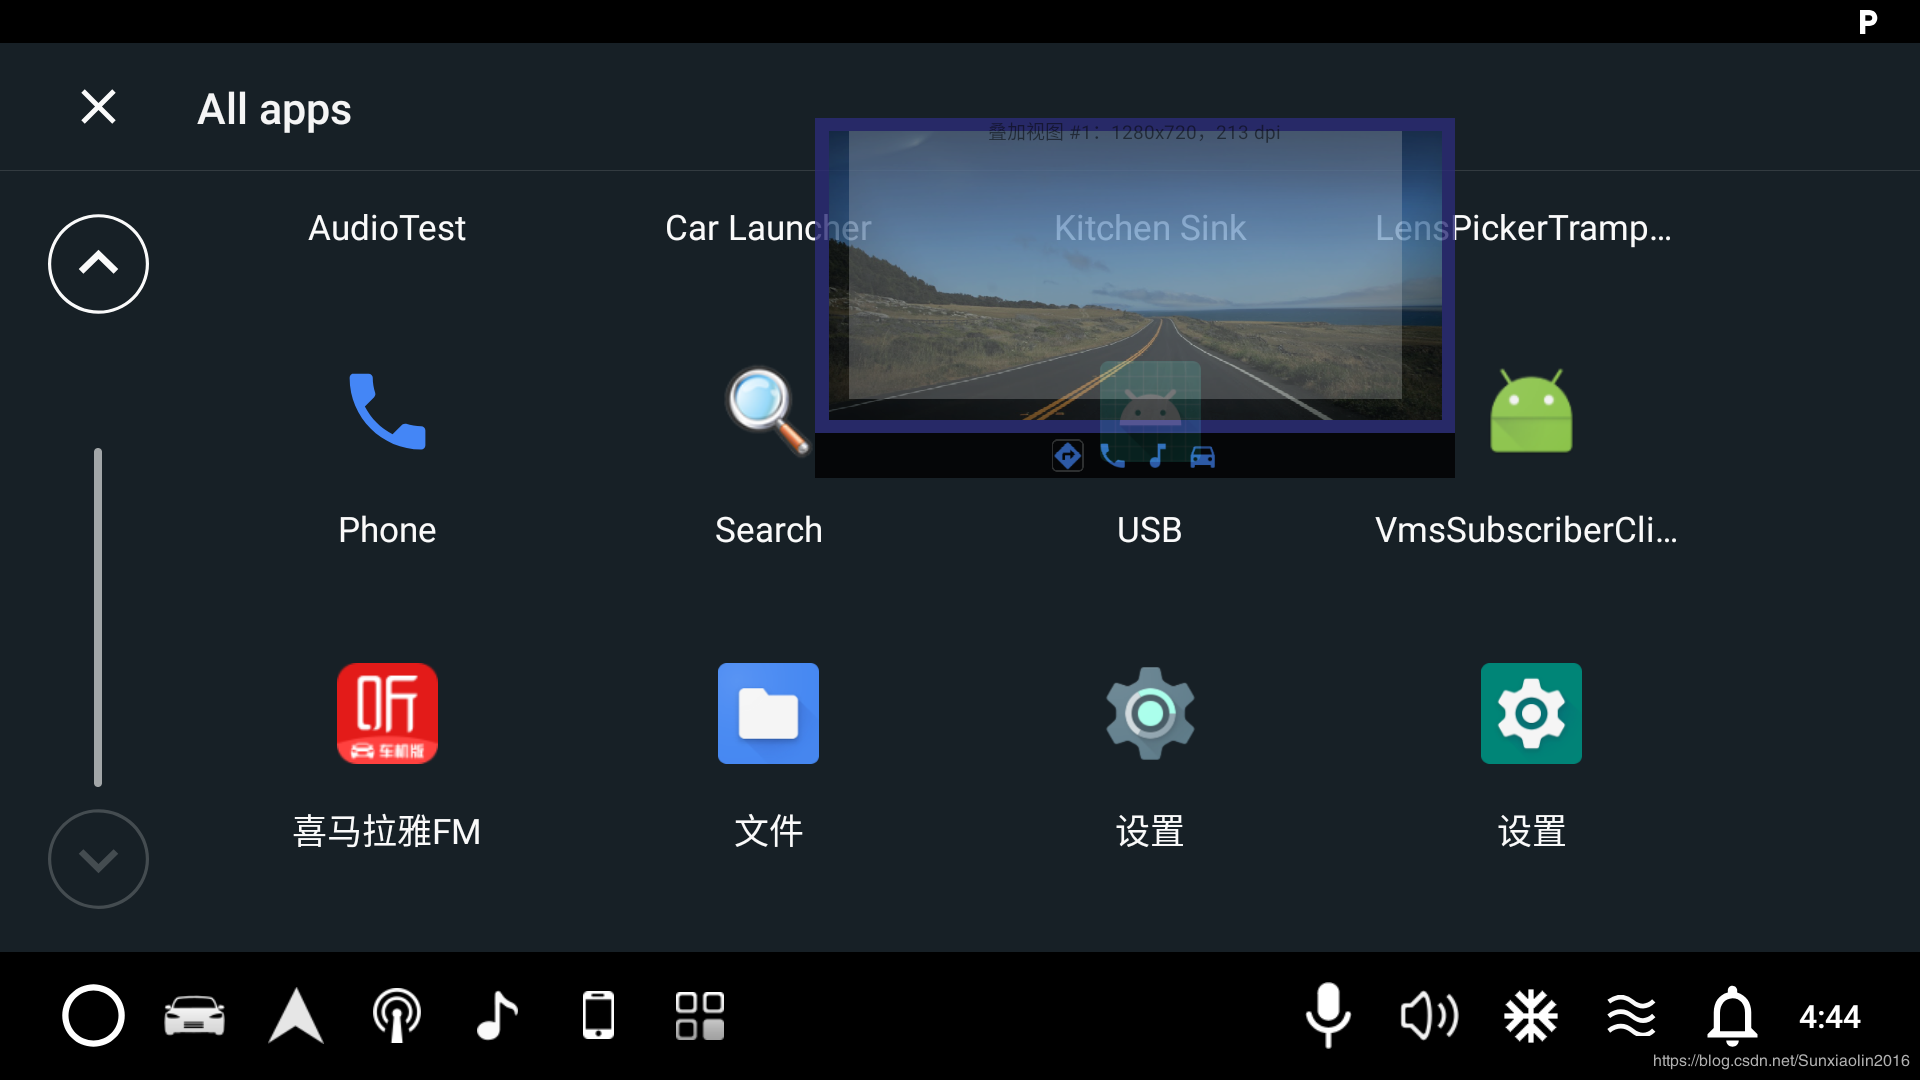 P
All apps
叠加视图 #1：1280x720，213 dpi
AudioTest
Car Launcher
Kitchen Sink
LensPickerTramp...
Phone
Search
USB
VmsSubscriberCli...
听
车机版
喜马拉雅FM
文件
设置
设置
4:44
https://blog.csdn.net/Sunxiaolin2016